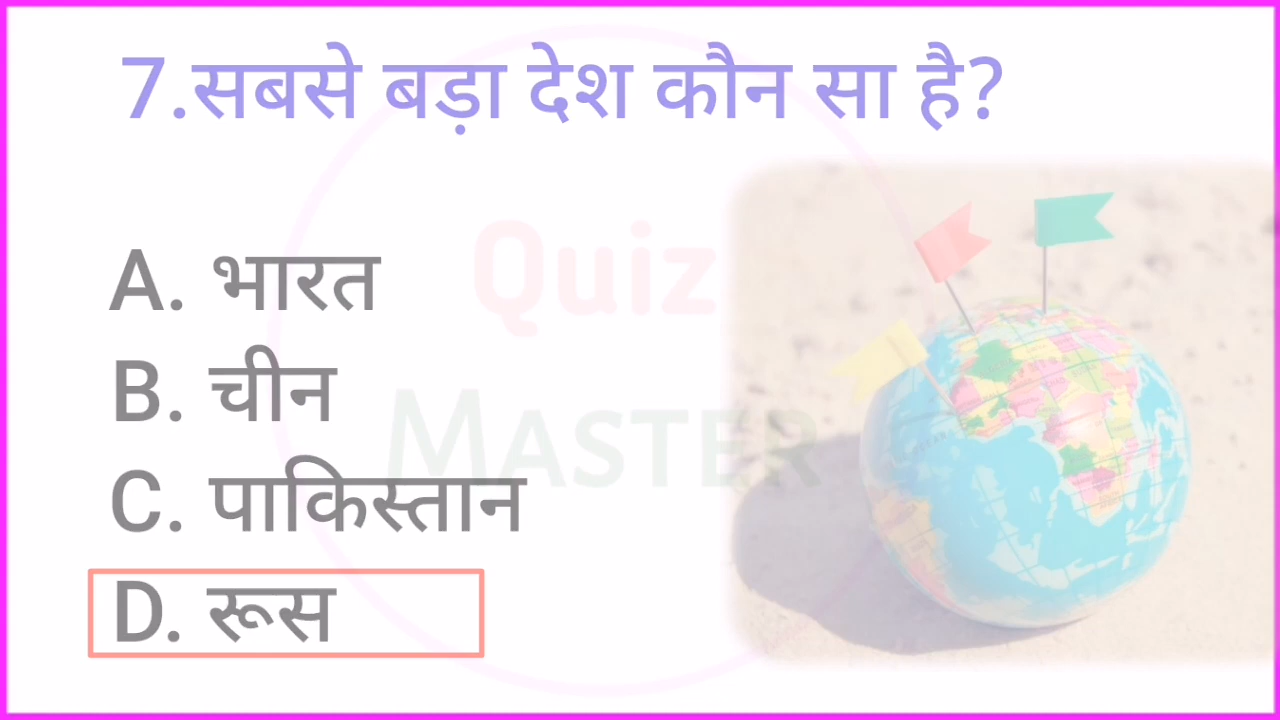 7.सबसे बड़ा देश कौन सा है?
A. भारत
B. चीन
C. पाकिस्तान
D. रूस
Quiz
MASTER